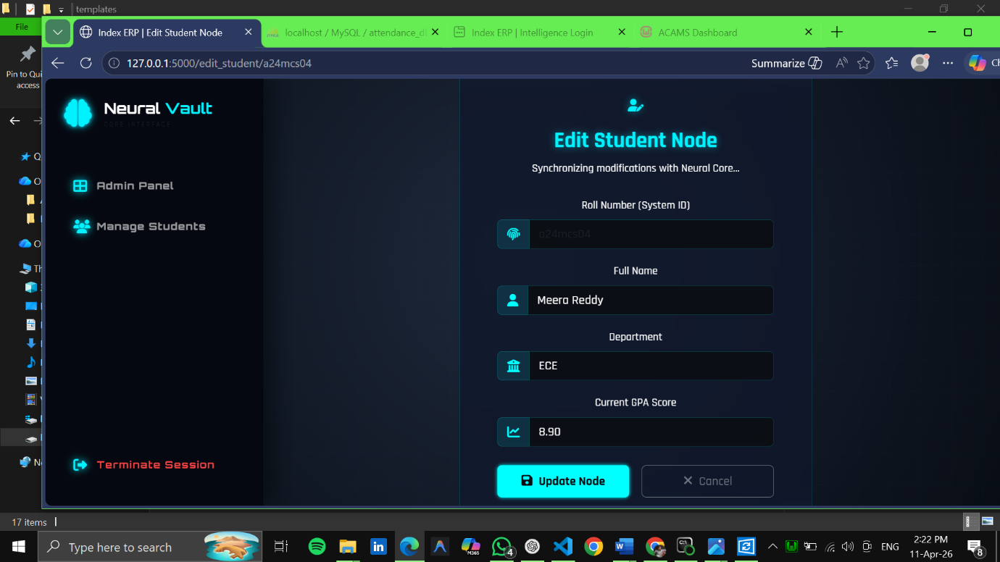 templates
File
Index ERP | Edit Student Node
localhost / MySQL / attendance_d
Index ERP | Intelligence Login
ACAMS Dashboard
Pin to Qui
access
127.0.0.1:5000/edit_student/a24mcs04
Summarize
Neural Vault
CORE INTERFACE
Admin Panel
Manage Students
Terminate Session
Edit Student Node
Synchronizing modifications with Neural Core...
Roll Number (System ID)
a24mcs04
Full Name
Meera Reddy
Department
ECE
Current GPA Score
8.90
Update Node
Cancel
17 items
Type here to search
M365
4
ENG
2:22 PM
11-Apr-26
8